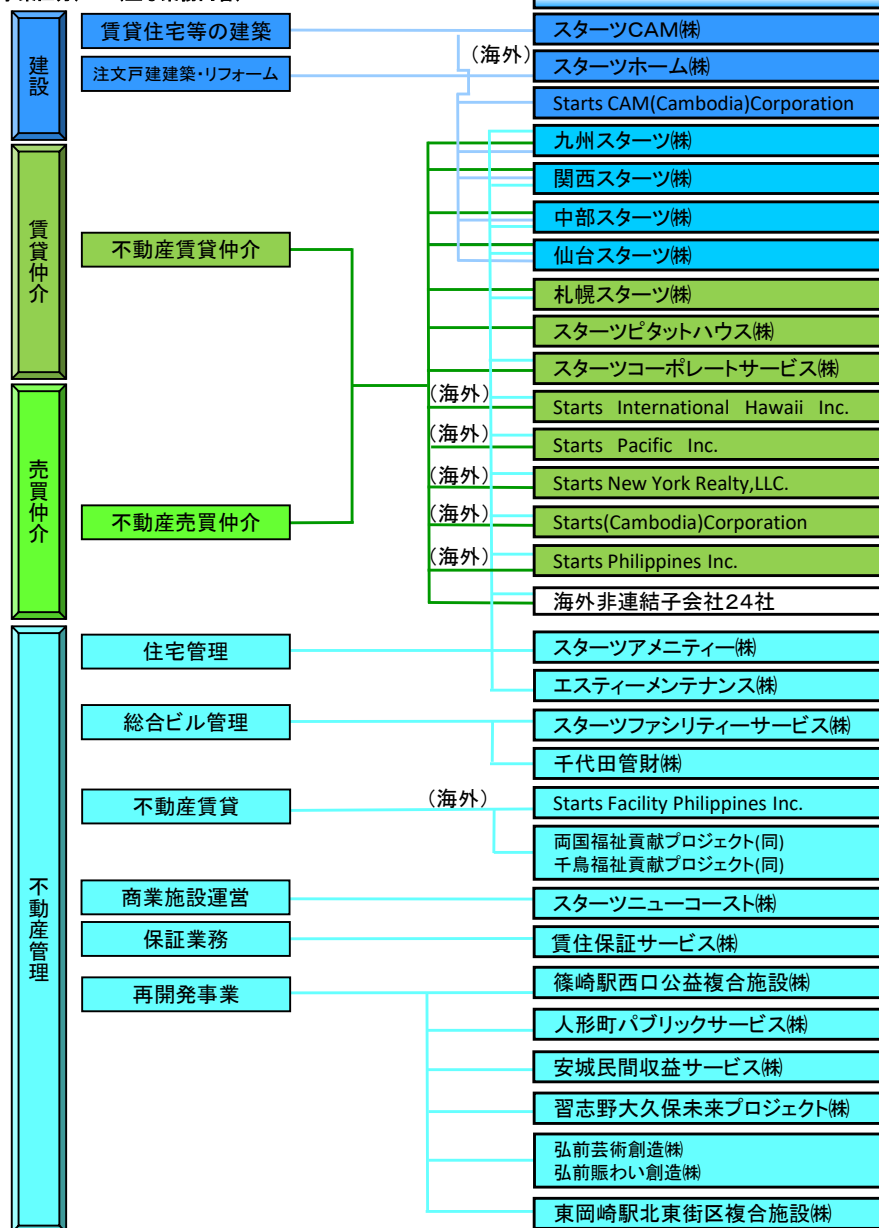 建設
賃貸住宅等の建築
注文戸建建築・リフォーム
(海外)
スターツCAM㈱
スターツホーム㈱
Starts CAM(Cambodia)Corporation
九州スターツ㈱
関西スターツ㈱
中部スターツ㈱
仙台スターツ㈱
賃貸仲介
不動産賃貸仲介
札幌スターツ㈱
スターツピタットハウス㈱
スターツコーポレートサービス㈱
(海外)
Starts International Hawaii Inc.
(海外)
Starts Pacific Inc.
売買仲介
不動産売買仲介
(海外)
Starts New York Realty,LLC.
(海外)
Starts(Cambodia)Corporation
(海外)
Starts Philippines Inc.
海外非連結子会社24社
不動産管理
住宅管理
スターツアメニティー㈱
エスティーメンテナンス㈱
総合ビル管理
スターツファシリティーサービス㈱
千代田管財㈱
不動産賃貸
(海外)
Starts Facility Philippines Inc.
両国福祉貢献プロジェクト(同)
千鳥福祉貢献プロジェクト(同)
商業施設運営
スターツニューコースト㈱
保証業務
賃住保証サービス㈱
再開発事業
篠崎駅西口公益複合施設㈱
人形町パブリックサービス㈱
安城民間収益サービス㈱
習志野大久保未来プロジェクト㈱
弘前芸術創造㈱
弘前賑わい創造㈱
東岡崎駅北東街区複合施設㈱